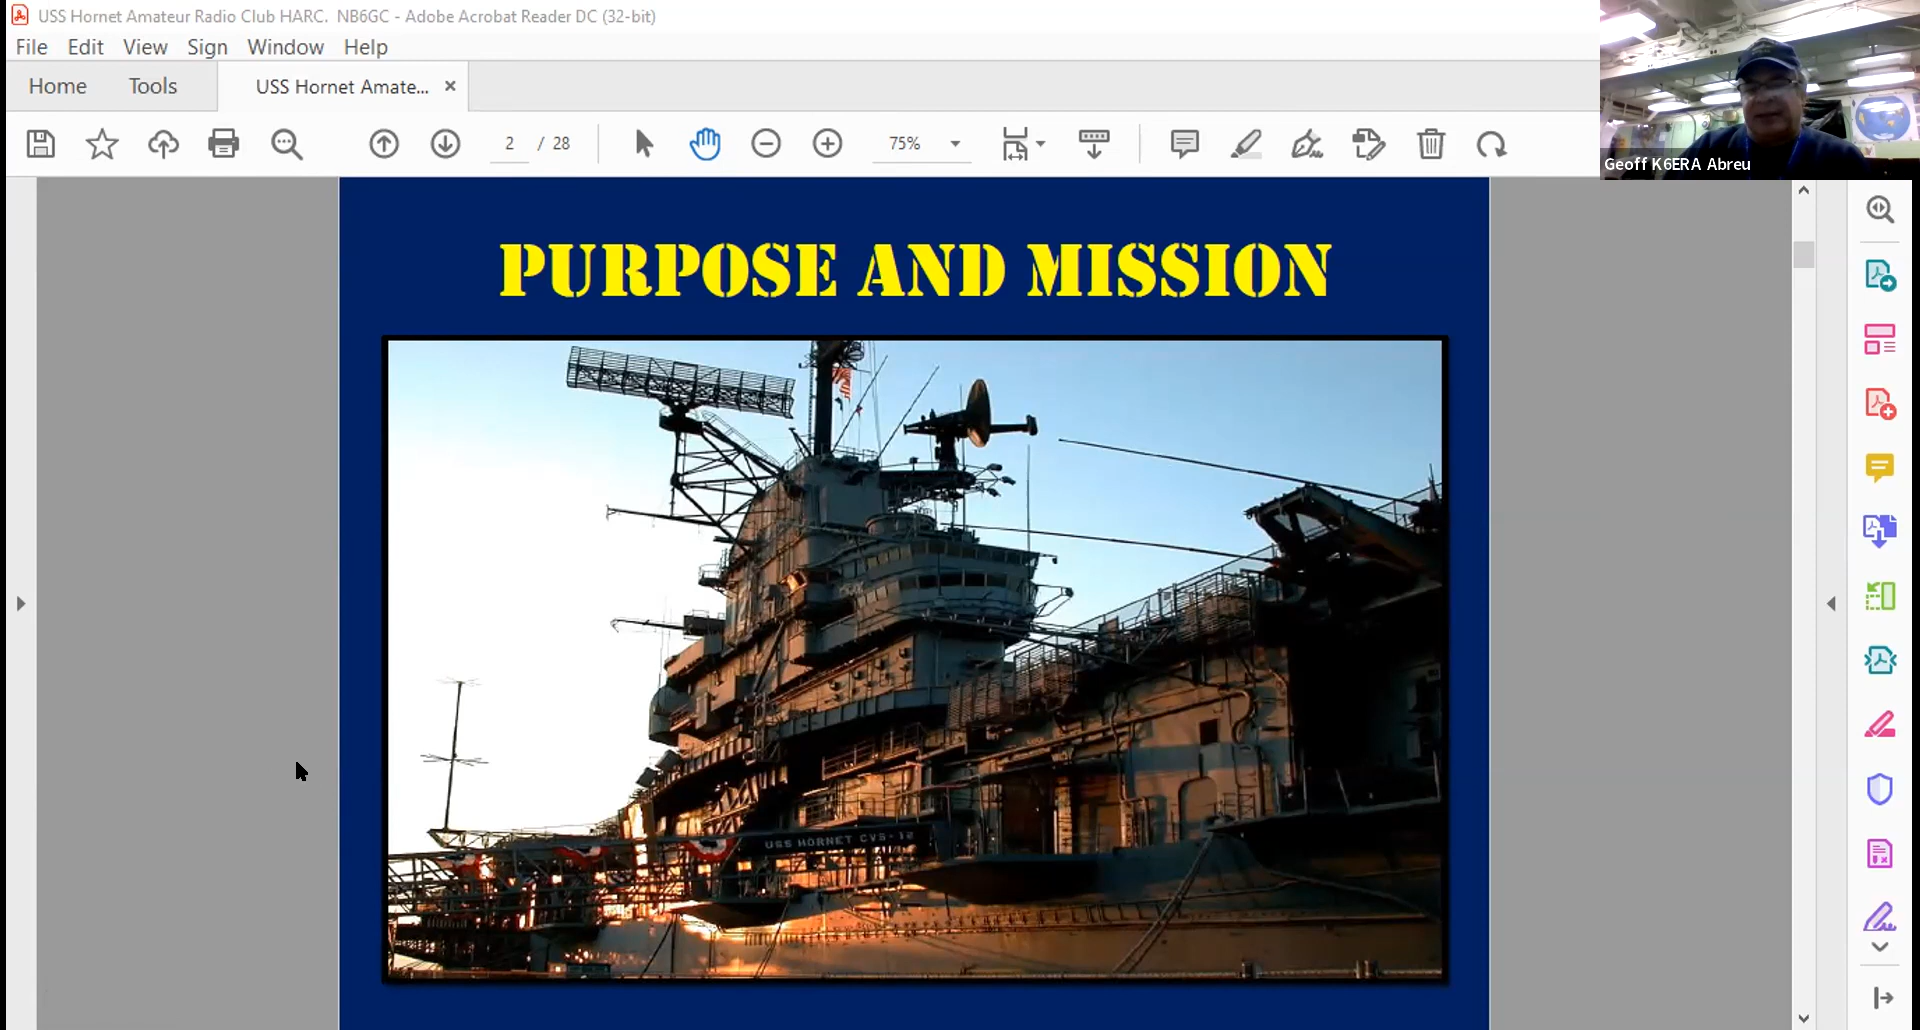 USS Hornet Amateur Radio Club HARC.  NB6GC - Adobe Acrobat Reader DC (32-bit)
File Edit View Sign Window Help
Home Tools USS Hornet Amate... ×
2 / 28 75%
Geoff K6ERA Abreu
PURPOSE AND MISSION
USS HORNET CVS-12